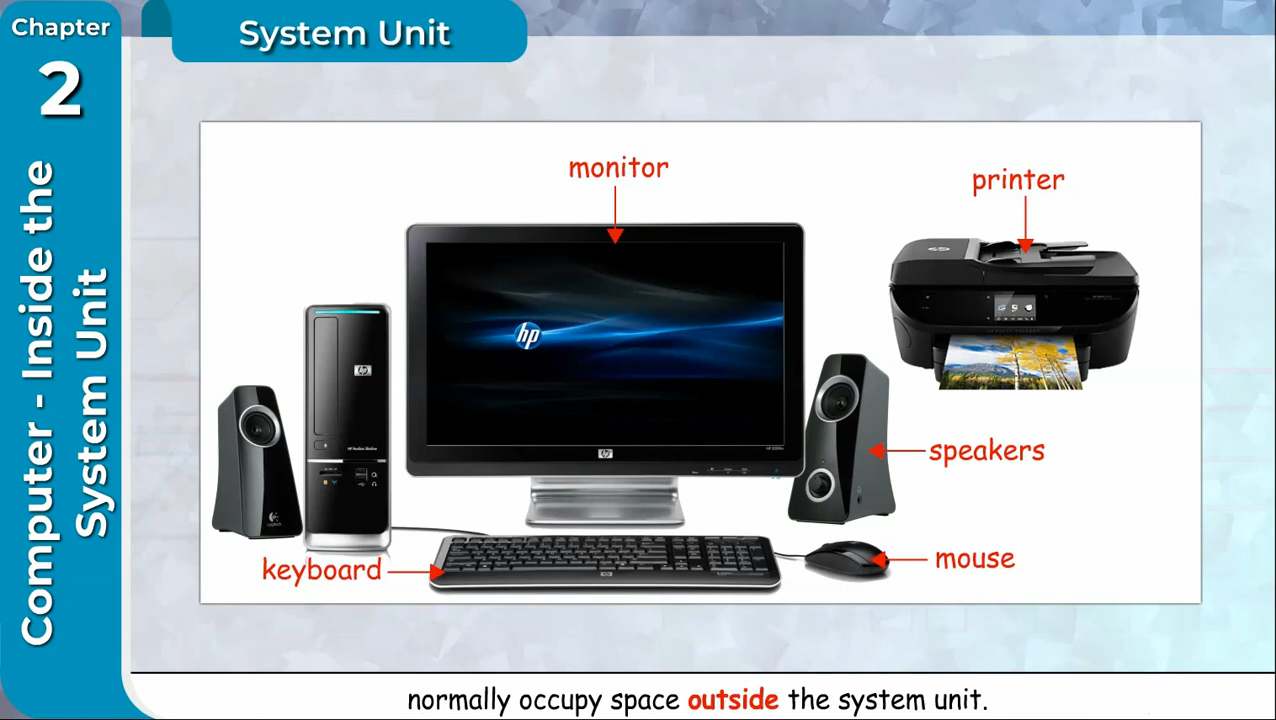 Chapter
2
Computer - Inside the
System Unit
System Unit
monitor
printer
hp
speakers
keyboard
mouse
normally occupy space outside the system unit.